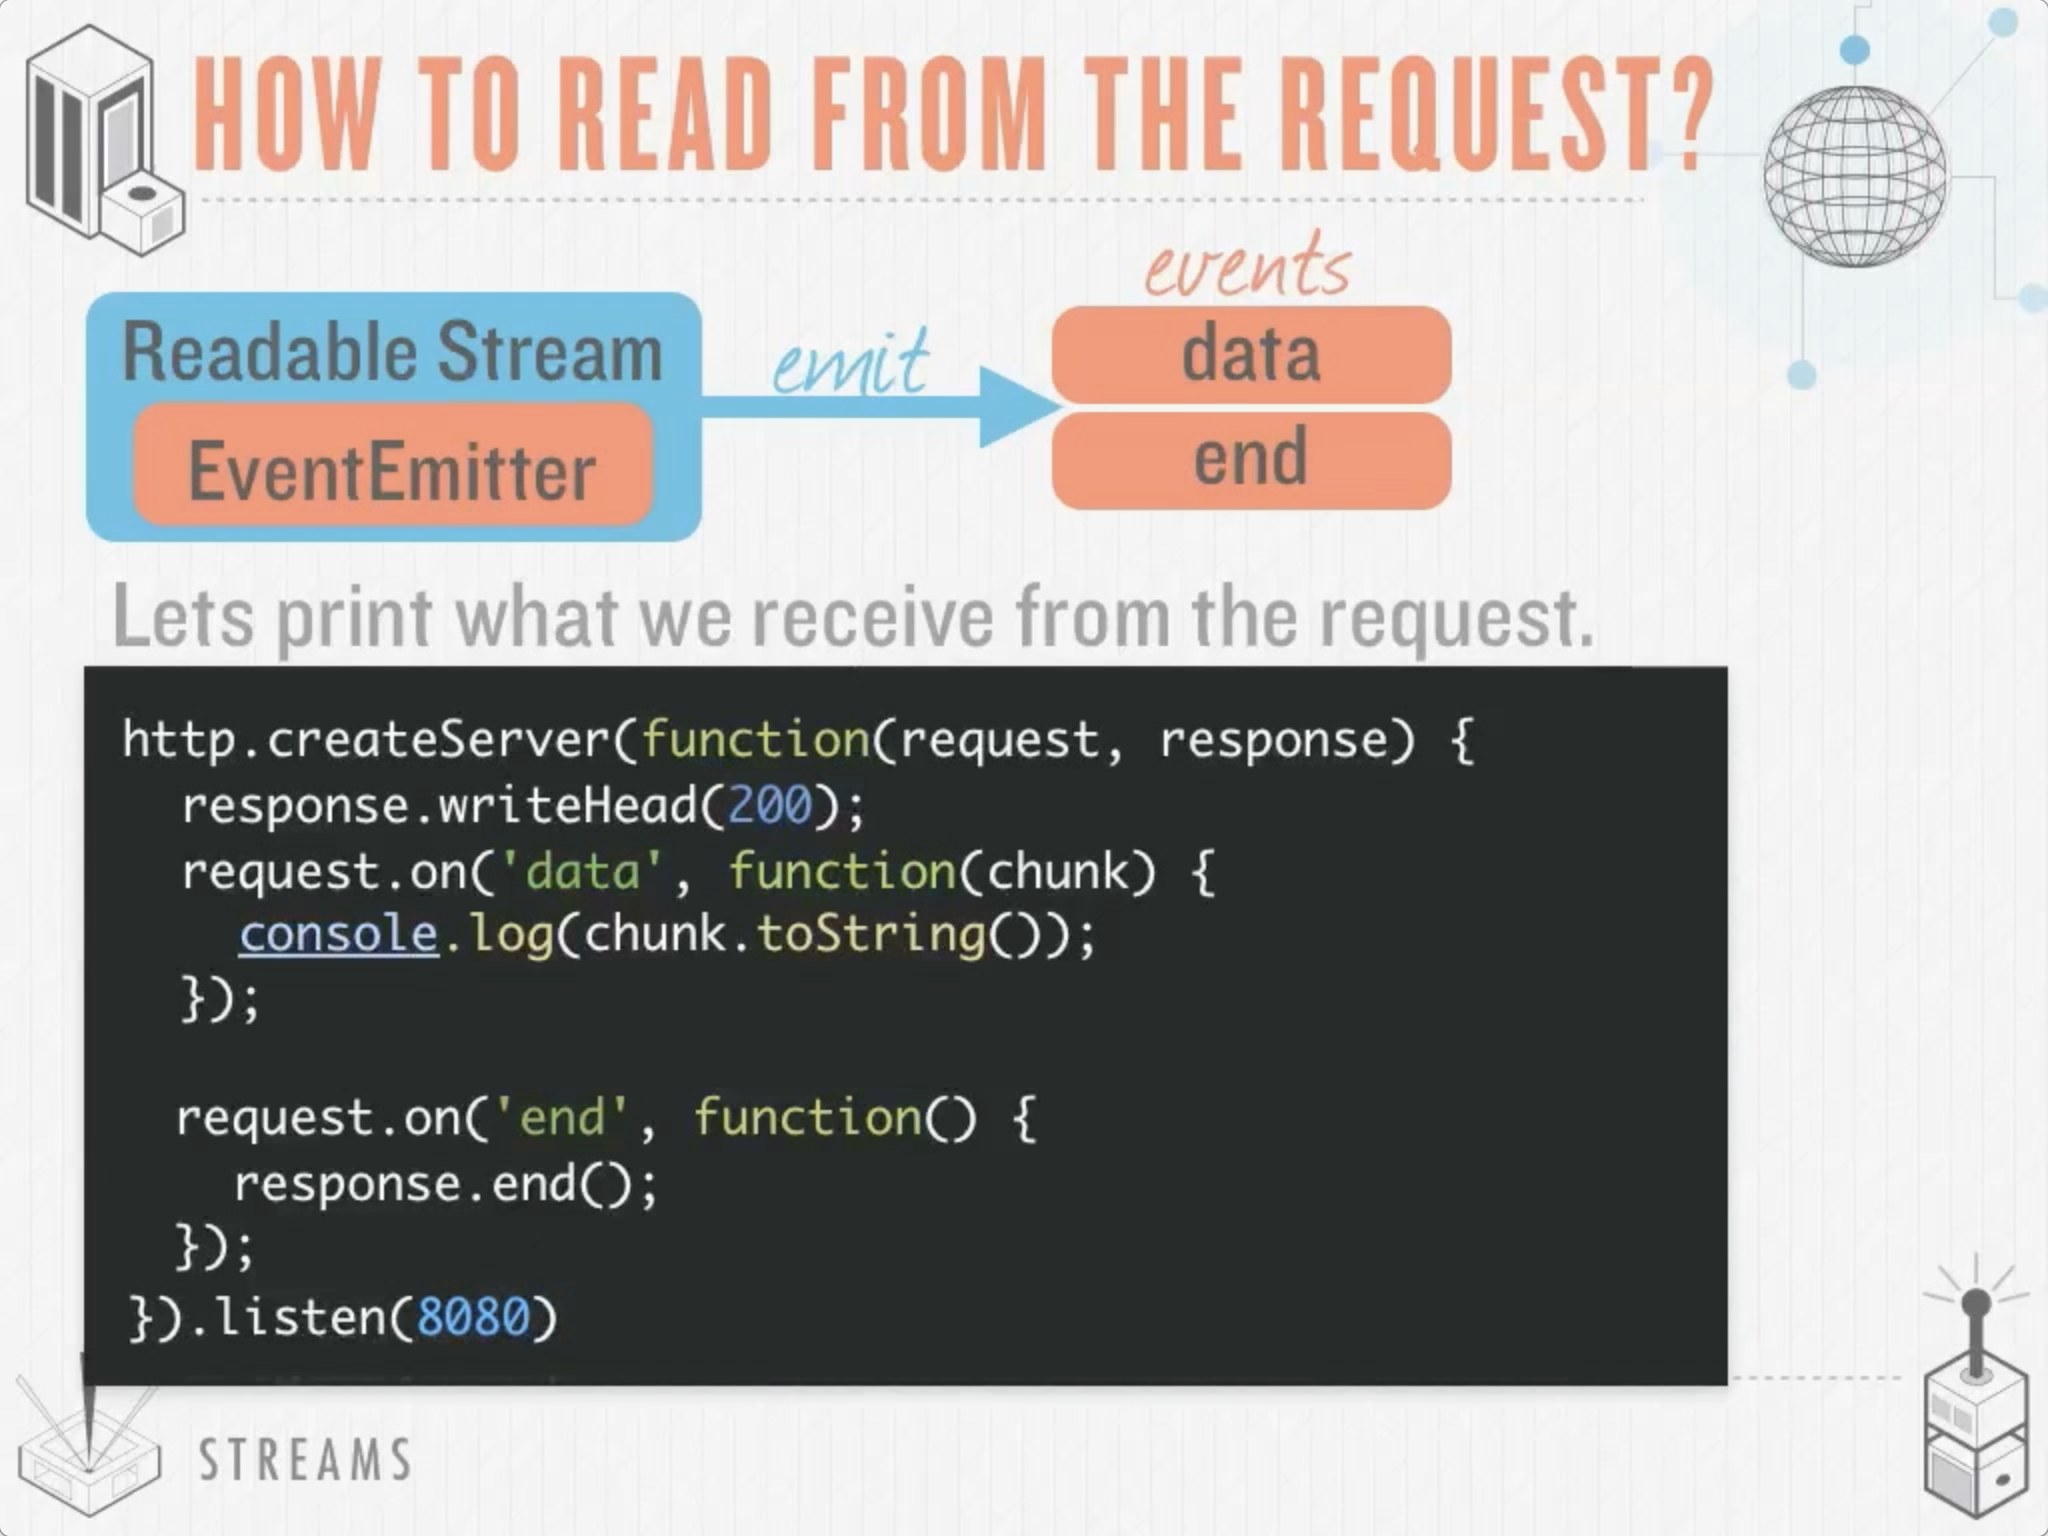 HOW TO READ FROM THE REQUEST?
events
Readable Stream
emit
data
EventEmitter
end
Lets print what we receive from the request.
http.createServer(function(request, response) {
  response.writeHead(200);
  request.on('data', function(chunk) {
    console.log(chunk.toString());
  });
  request.on('end', function() {
    response.end();
  });
}).listen(8080)
STREAMS